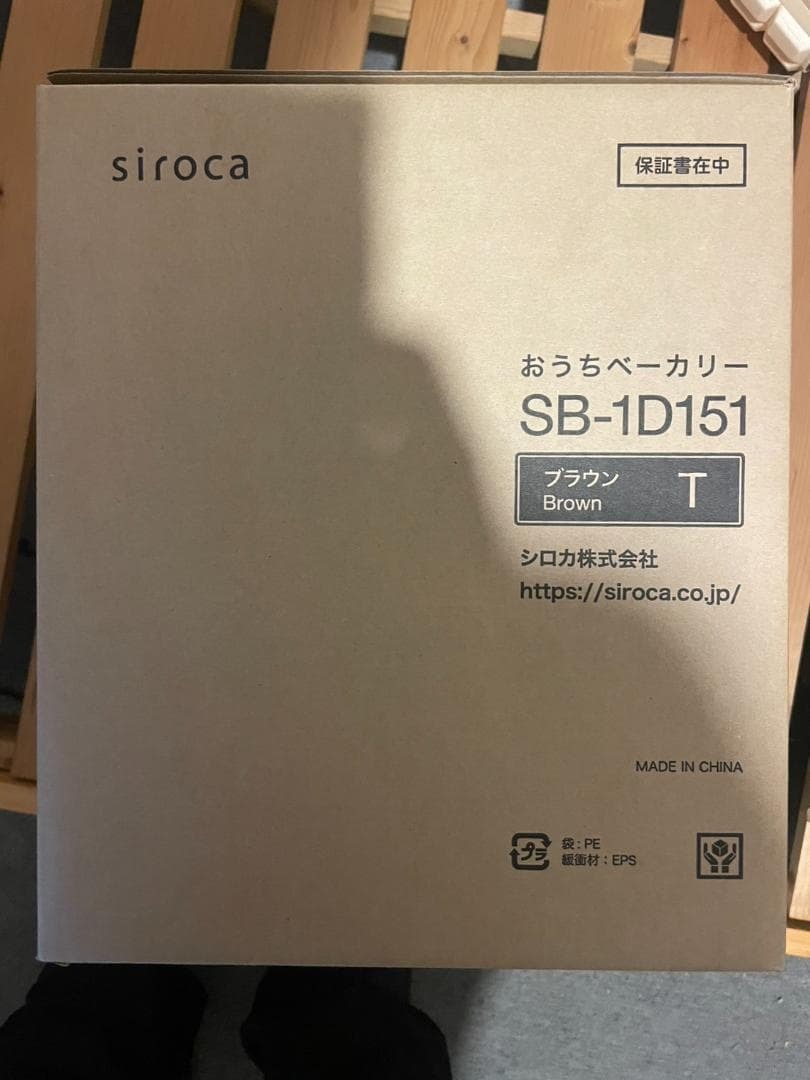 siroca
保証書在中
おうちベーカリー
SB-1D151
ブラウン
Brown
T
シロカ株式会社
https://siroca.co.jp/
MADE IN CHINA
プラ
袋：PE
緩衝材：EPS